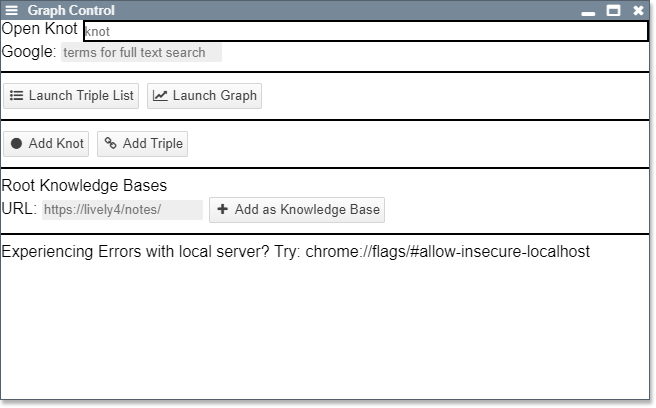 Graph Control
Open Knot knot
Google: terms for full text search
Launch Triple List Launch Graph
Add Knot Add Triple
Root Knowledge Bases
URL: https://lively4/notes/ Add as Knowledge Base
Experiencing Errors with local server? Try: chrome://flags/#allow-insecure-localhost